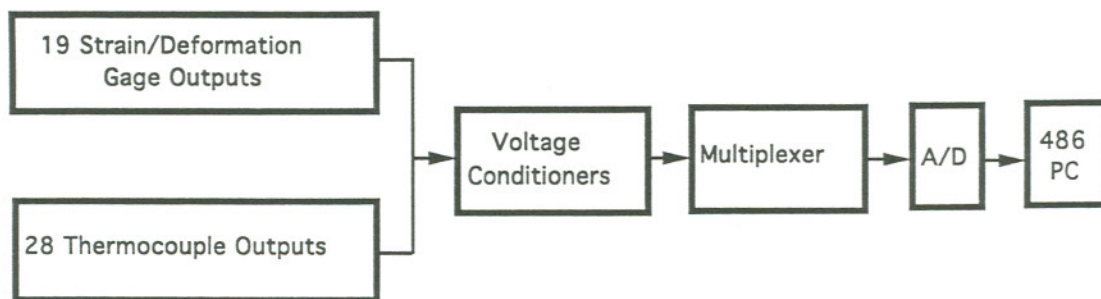 19 Strain/Deformation
Gage Outputs
28 Thermocouple Outputs
Voltage
Conditioners
Multiplexer
A/D
486
PC